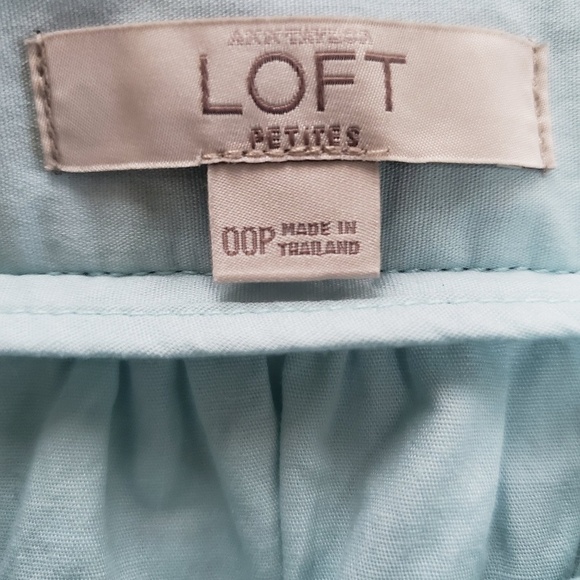 ANN TAYLOR
LOFT
PETITES
00P MADE IN
THAILAND